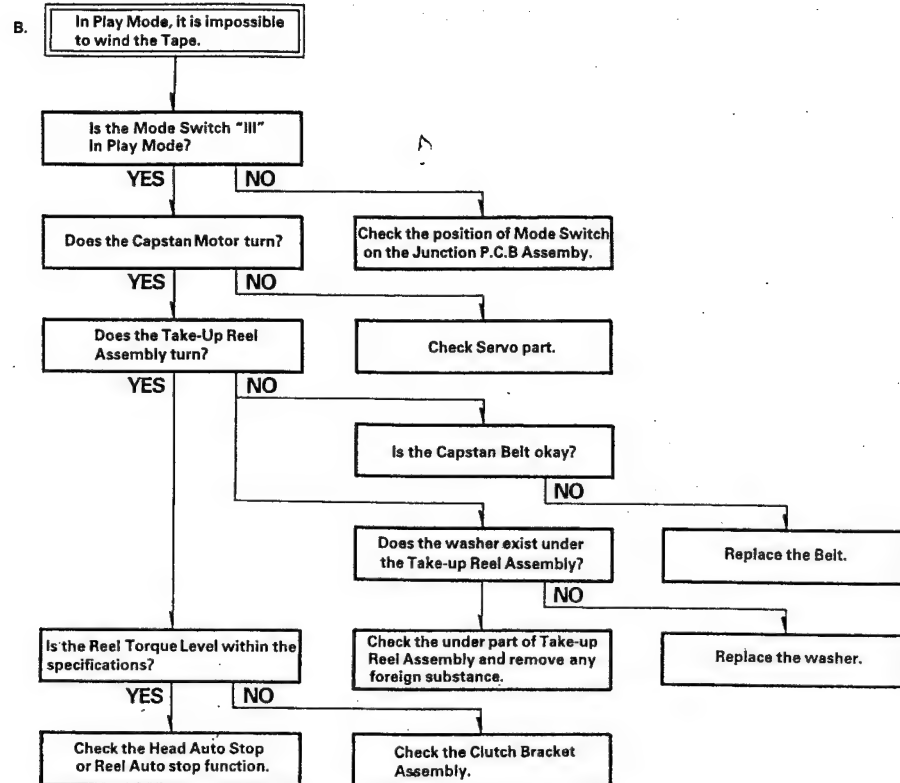 B.
In Play Mode, it is impossible
to wind the Tape.
Is the Mode Switch "III"
In Play Mode?
YES
NO
Does the Capstan Motor turn?
Check the position of Mode Switch
on the Junction P.C.B Assemby.
YES
NO
Does the Take-Up Reel
Assembly turn?
Check Servo part.
YES
NO
Is the Capstan Belt okay?
NO
Does the washer exist under
the Take-up Reel Assembly?
Replace the Belt.
NO
Is the Reel Torque Level within the
specifications?
Check the under part of Take-up
Reel Assembly and remove any
foreign substance.
Replace the washer.
YES
NO
Check the Head Auto Stop
or Reel Auto stop function.
Check the Clutch Bracket
Assembly.